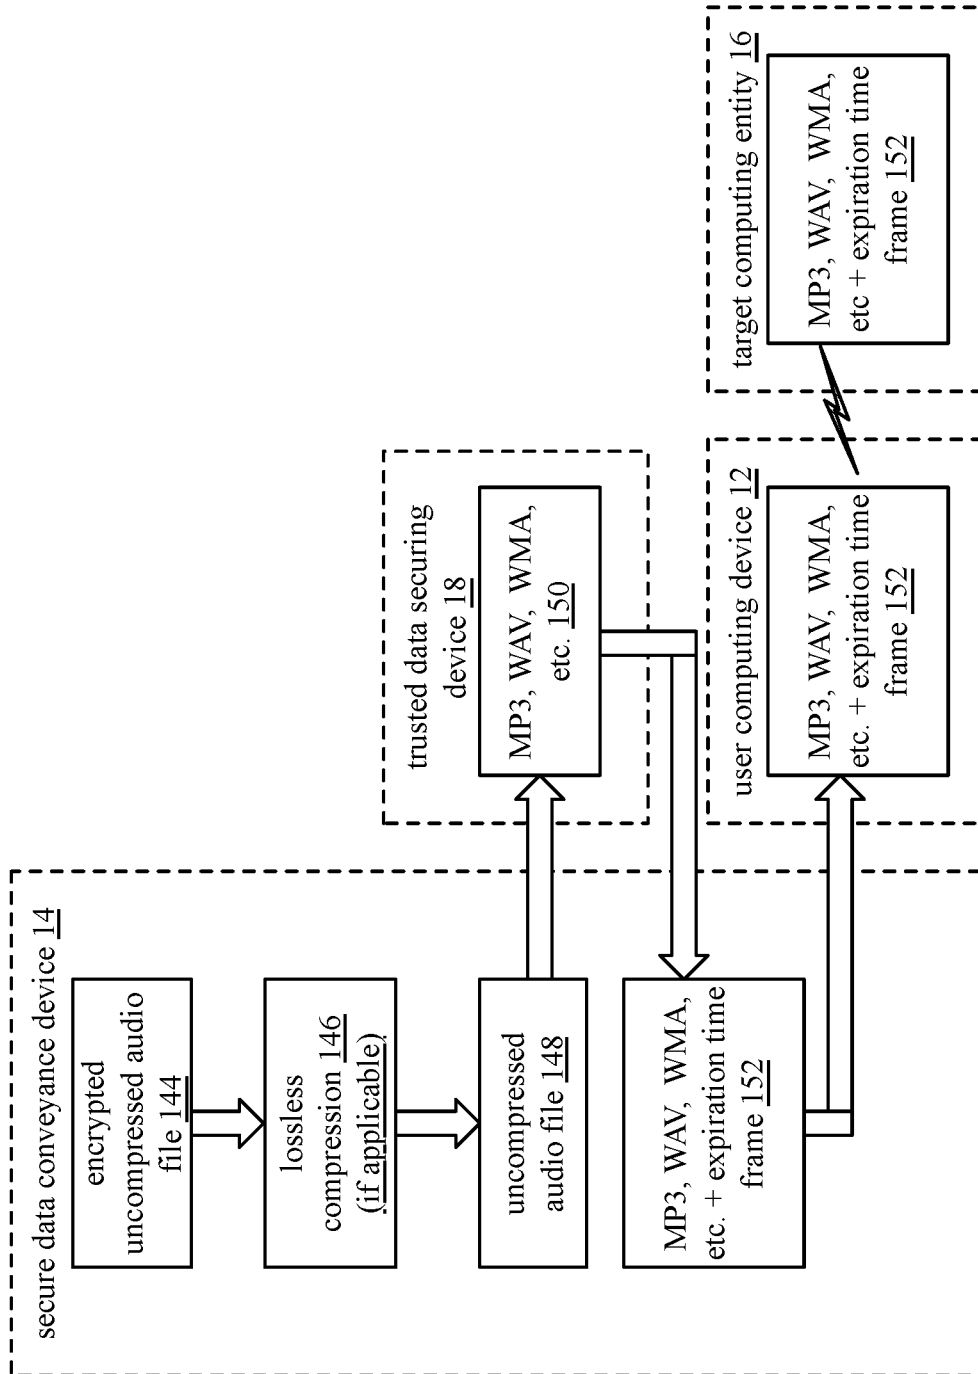 secure data conveyance device 14
encrypted
uncompressed audio
file 144
lossless
compression 146
(if applicable)
uncompressed
audio file 148
MP3, WAV, WMA,
etc. + expiration time
frame 152
trusted data securing
device 18
MP3, WAV, WMA,
etc. 150
user computing device 12
MP3, WAV, WMA,
etc. + expiration time
frame 152
target computing entity 16
MP3, WAV, WMA,
etc + expiration time
frame 152